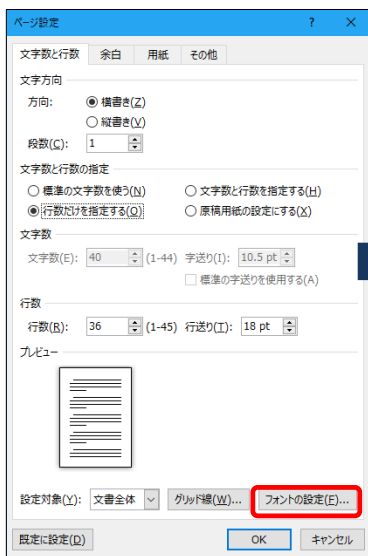 ページ設定 ? ×
文字数と行数 余白 用紙 その他
文字方向
方向: 横書き(Z)
縦書き(V)
段数(C): 1
文字数と行数の指定
標準の文字数を使う(N) 文字数と行数を指定する(H)
行数だけを指定する(O) 原稿用紙の設定にする(X)
文字数
文字数(E): 40 (1-44) 字送り(I): 10.5 pt
標準の字送りを使用する(A)
行数
行数(R): 36 (1-45) 行送り(T): 18 pt
プレビュー
設定対象(Y): 文書全体 グリッド線(W)... フォントの設定(F)...
既定に設定(D) OK キャンセル